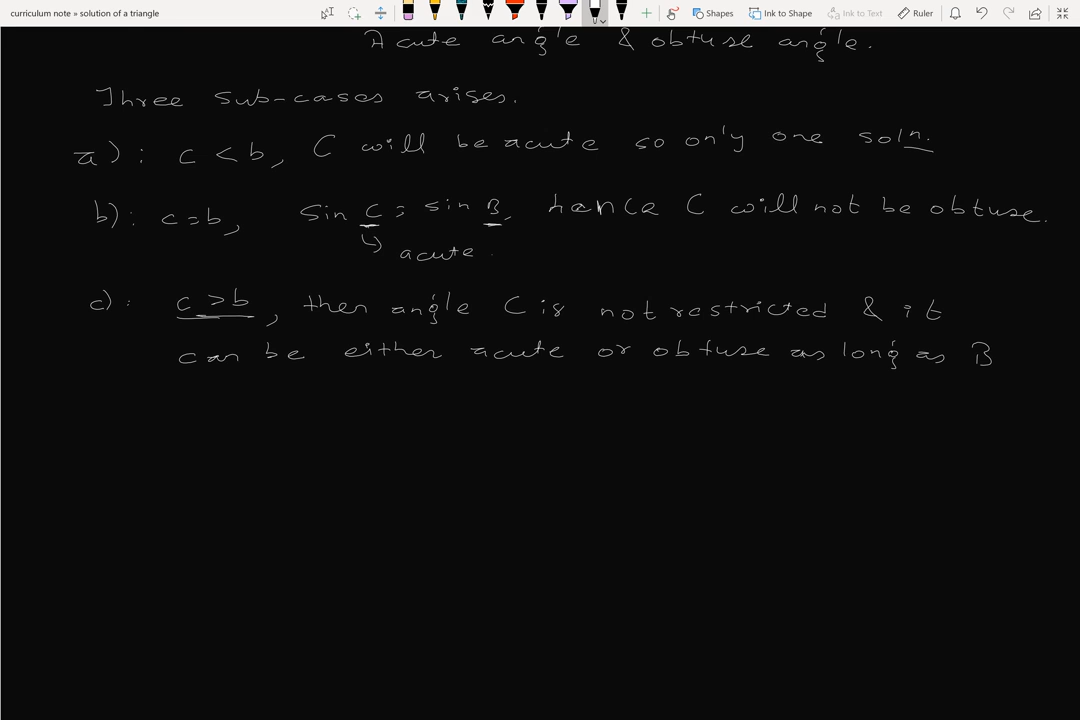 curriculum note » solution of a triangle
Shapes Ink to Shape Ink to Text Ruler
Acute angle & obtuse angle.
Three sub-cases arises.
a) : c < b, C will be acute so only one soln.
b) : c = b, Sin C = sin B, hence C will not be obtuse.
↳ acute
c) : c > b, then angle C is not restricted & it
can be either acute or obtuse as long as B